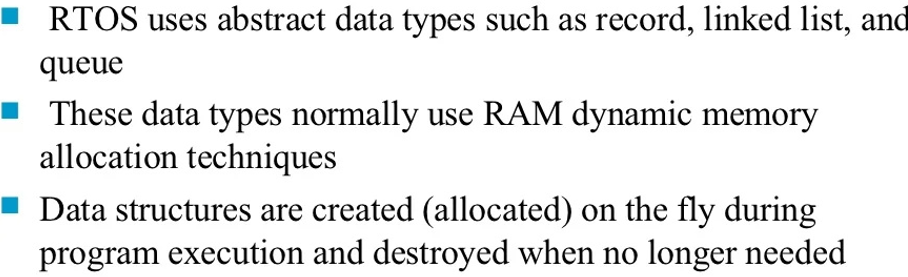 RTOS uses abstract data types such as record, linked list, and
queue
These data types normally use RAM dynamic memory
allocation techniques
Data structures are created (allocated) on the fly during
program execution and destroyed when no longer needed